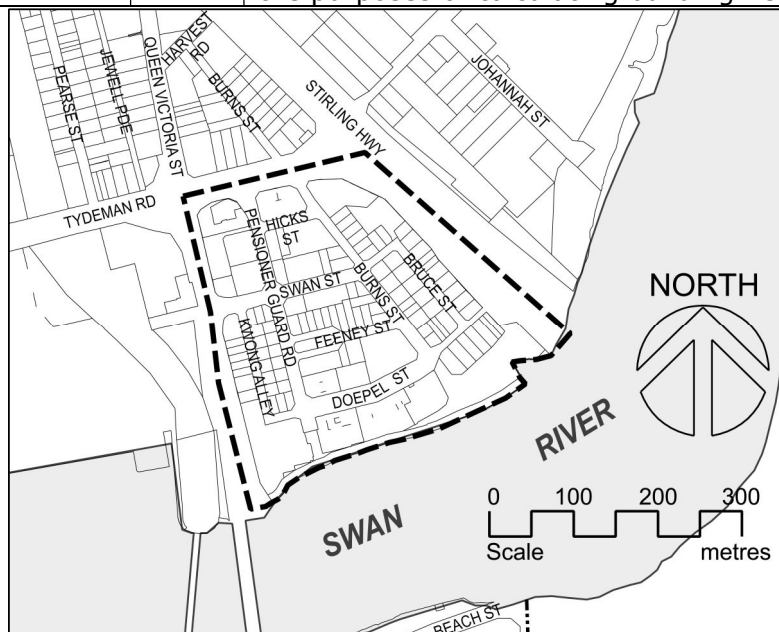 HARVEST
RD
QUEEN VICTORIA ST
JEWELL PDE
PEARSE ST
BURNS ST
STIRLING HWY
JOHANNAH ST
TYDEMAN RD
PENSIONER GUARD RD
HICKS
ST
SWAN ST
BURNS ST
BRUCE ST
FEENEY ST
KWONG ALLEY
DOEPEL ST
NORTH
SWAN RIVER
0 100 200 300
Scale metres
BEACH ST